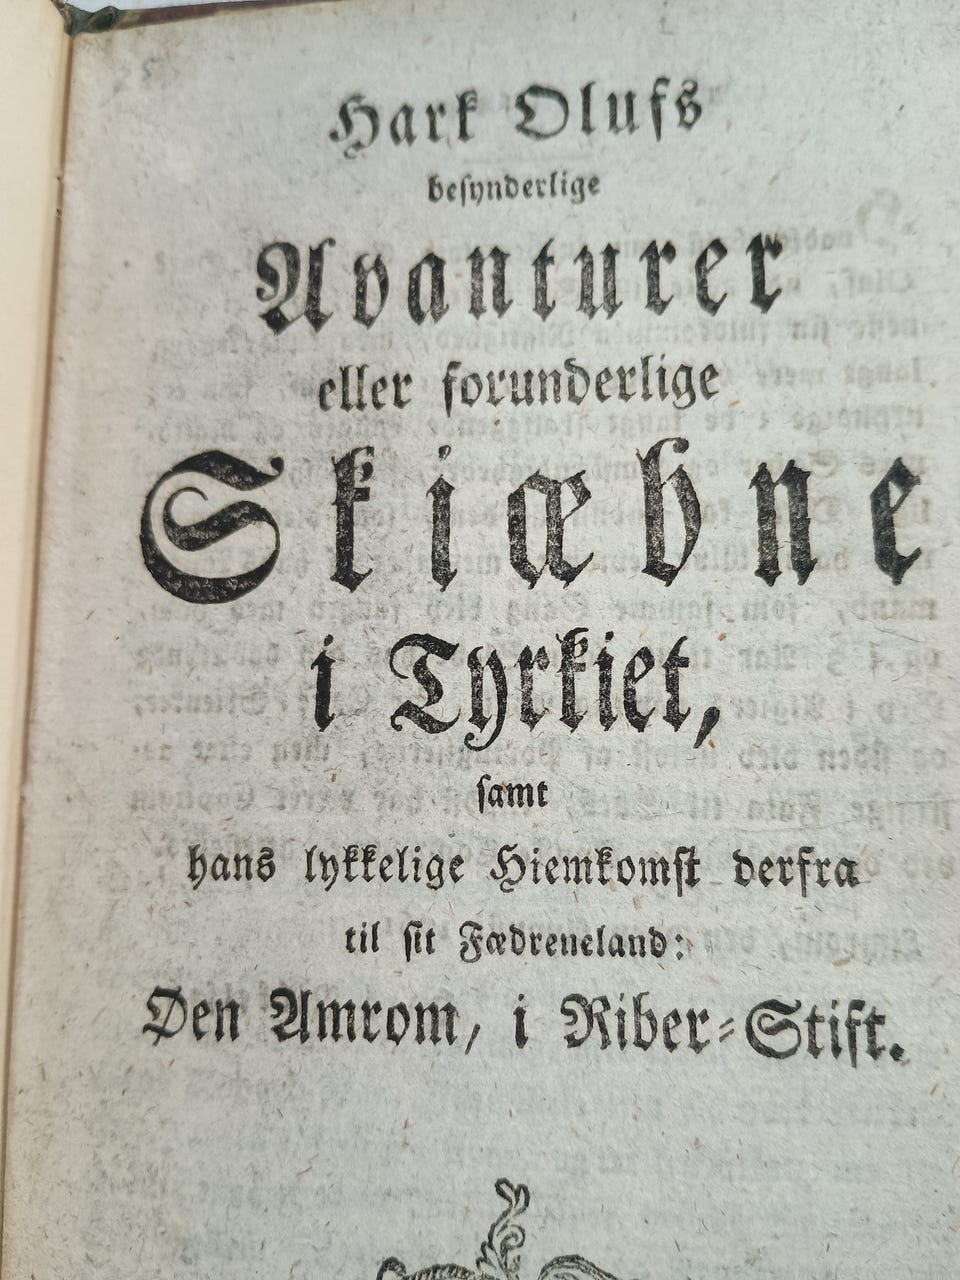 Hark Olufs
besynderlige
Avanturer
eller forunderlige
Skiæbne
i Tyrkiet,
samt
hans lykkelige Hiemkomst derfra
til sit Fædreneland:
Øen Amrom, i Riber-Stift.